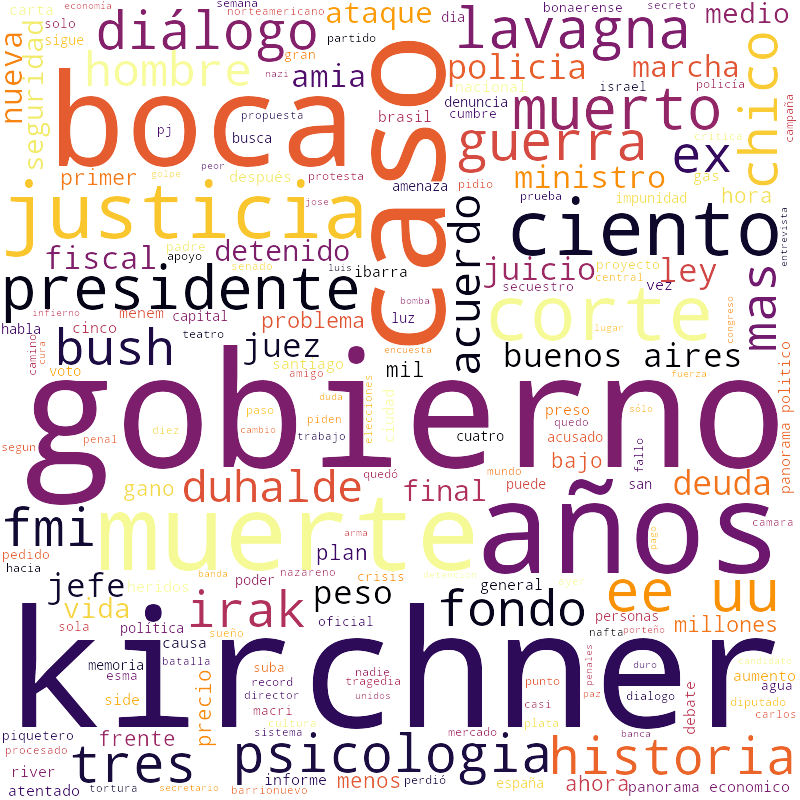 carta
economía
semana
norteamericano
dia
bonaerense
secreto
solo
sigue
nueva
diálogo
gran
partido
ataque
lavagna
medio
hombre
nazi
amia
policia
marcha
nacional
israel
policía
seguridad
boca
caso
denuncia
cumbre
muerto
chico
campaña
propuesta
pj
busca
brasil
guerra
critica
peor
primer
golpe
después
protesta
amenaza
pidio
ministro
ex
gas
hora
prueba
impunidad
justicia
padre
jose
acuerdo
ciento
entrevista
fiscal
apoyo
detenido
senado
luis
ibarra
juicio
proyecto
central
vez
ley
mas
secuestro
presidente
infierno
menem
capital
bomba
luz
corte
lugar
congreso
habla
cinco
teatro
problema
camino
cura
bush
juez
encuesta
mil
buenos aires
fuerza
voto
santiago
amigo
duda
elecciones
ciudad
gobierno
paso
piden
preso
sólo
quedo
panorama politico
segun
penal
diez
cambio
trabajo
cuatro
acusado
fallo
gano
duhalde
quedó
mundo
final
puede
bajo
san
deuda
fmi
muerte
arma
años
camara
pago
pedido
hacia
heridos
banda
nazareno
plan
crisis
detencion
ayer
jefe
vida
poder
irak
peso
general
fondo
ee uu
nafta
personas
porteño
millones
sola
política
sueño
oficial
kirchner
causa
batalla
memoria
esma
side
precio
suba
record
director
macri
nadie
tragedia
unidos
cultura
punto
casi
penales
paz
duro
dialogo
debate
candidato
aumento
diputado
agua
carlos
piquetero
procesado
frente
tres
sistema
psicologia
mercado
plata
banca
historia
river
atentado
tortura
secretario
barrionuevo
informe
menos
perdió
españa
ahora
panorama economico